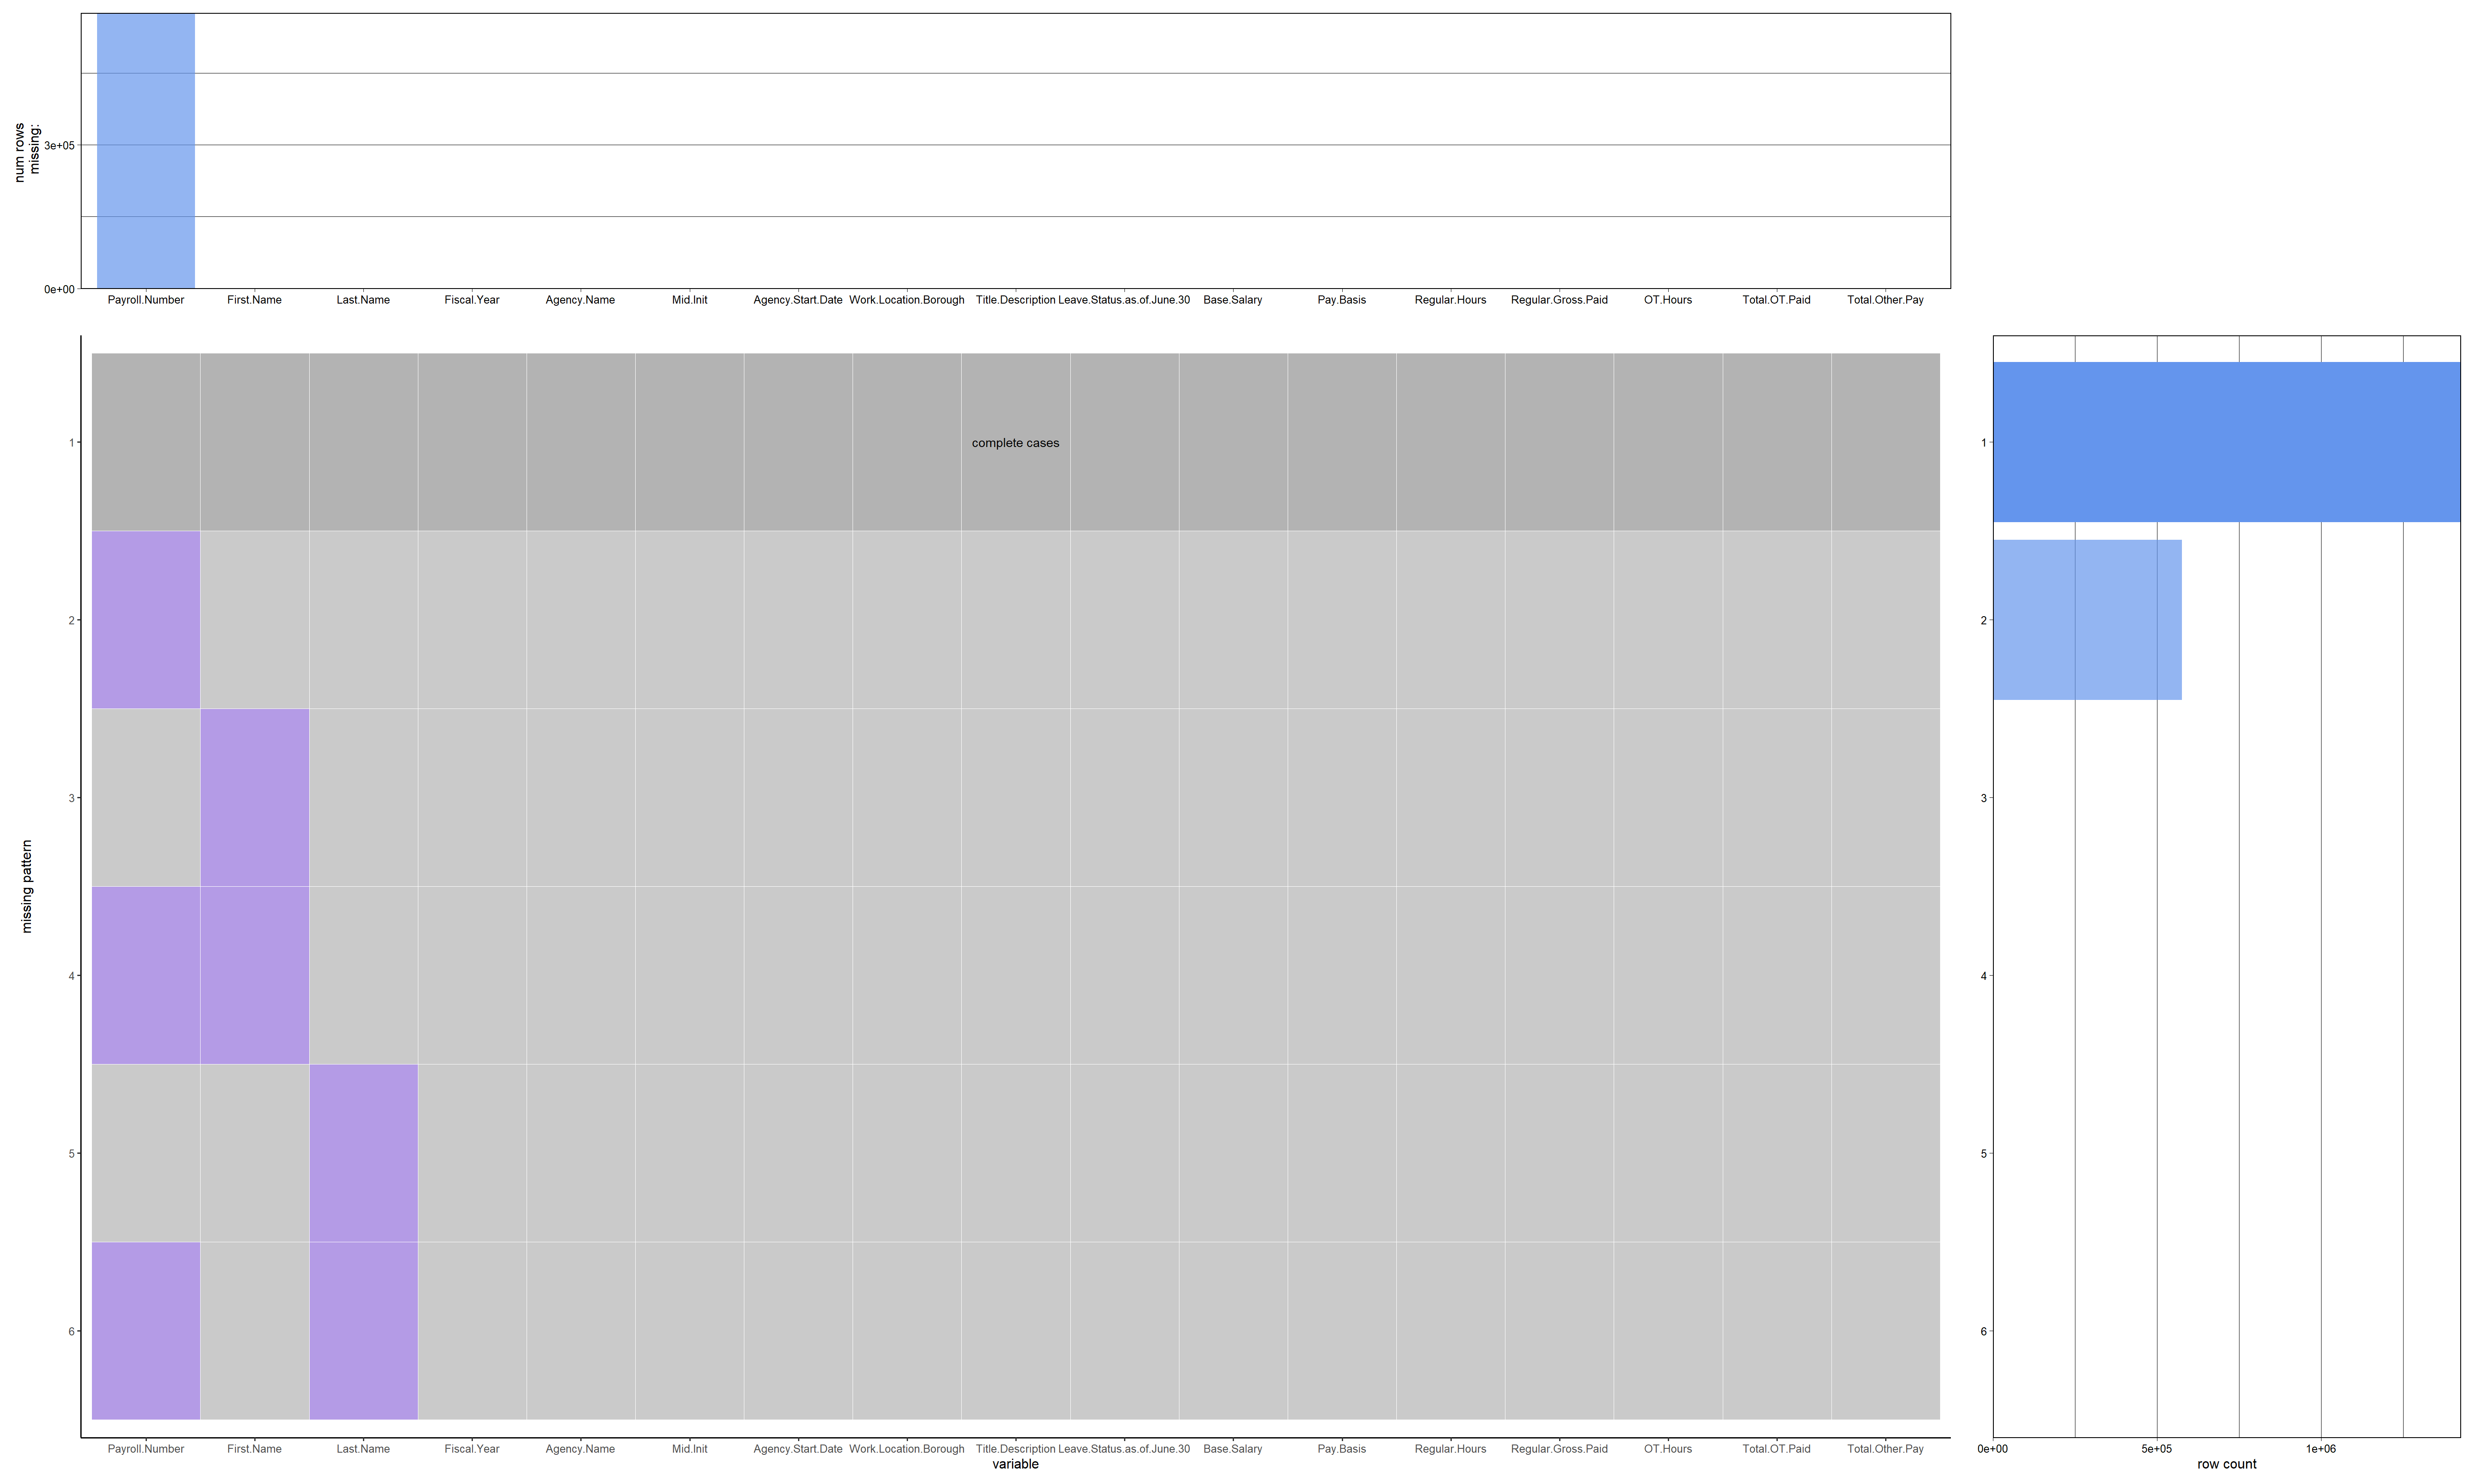 num rows
missing:
3e+05
0e+00
Payroll.Number First.Name Last.Name Fiscal.Year Agency.Name Mid.Init Agency.Start.Date Work.Location.Borough Title.Description Leave.Status.as.of.June.30 Base.Salary Pay.Basis Regular.Hours Regular.Gross.Paid OT.Hours Total.OT.Paid Total.Other.Pay
missing pattern
1
complete cases
2
3
4
5
6
Payroll.Number First.Name Last.Name Fiscal.Year Agency.Name Mid.Init Agency.Start.Date Work.Location.Borough Title.Description Leave.Status.as.of.June.30 Base.Salary Pay.Basis Regular.Hours Regular.Gross.Paid OT.Hours Total.OT.Paid Total.Other.Pay
variable
1
2
3
4
5
6
0e+00 5e+05 1e+06
row count